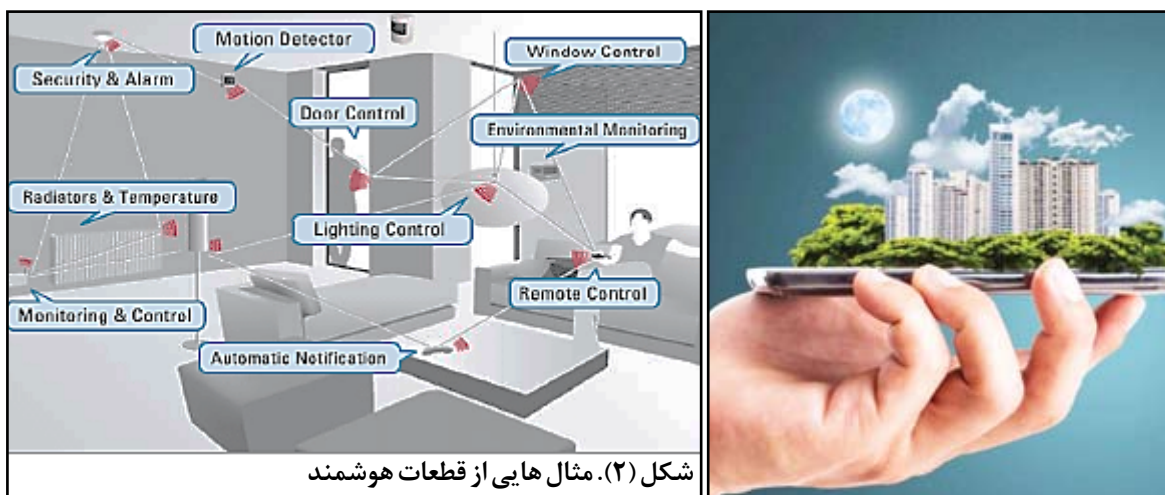 Motion Detector
Window Control
Security & Alarm
Door Control
Environmental Monitoring
Radiators & Temperature
Lighting Control
Remote Control
Monitoring & Control
Automatic Notification
شکل (۲). مثال هایی از قطعات هوشمند